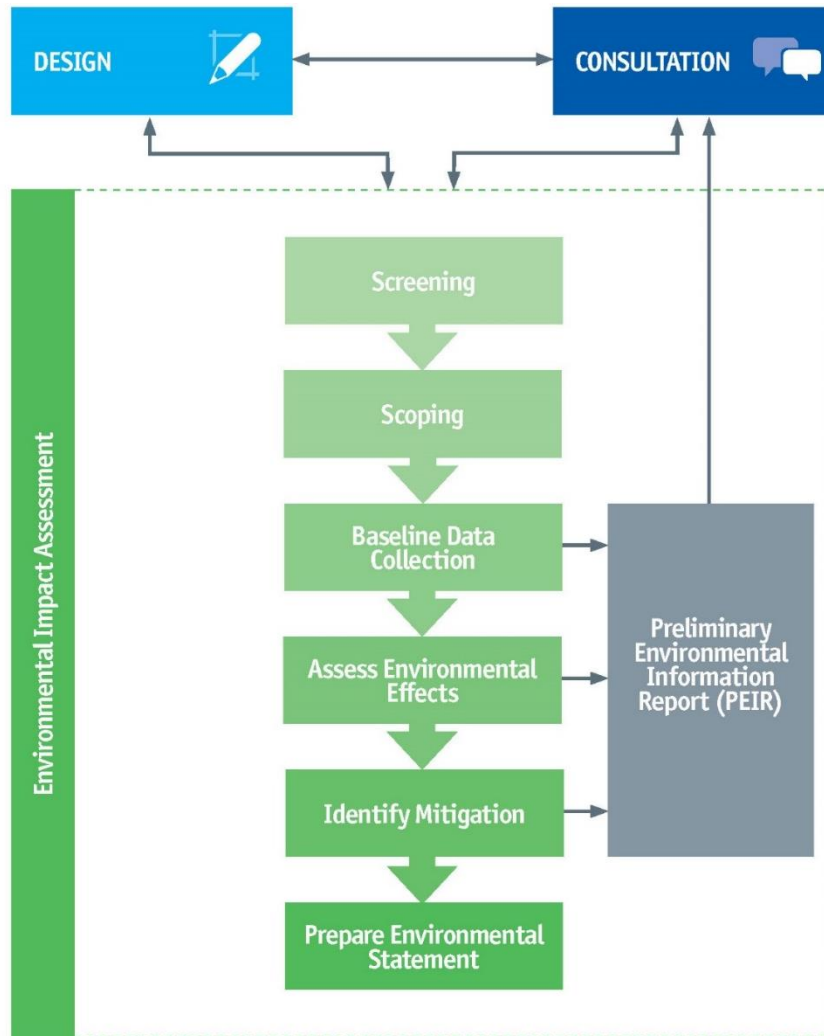 DESIGN
CONSULTATION
Environmental Impact Assessment
Screening
Scoping
Baseline Data
Collection
Assess Environmental
Effects
Identify Mitigation
Prepare Environmental
Statement
Preliminary
Environmental
Information
Report (PEIR)